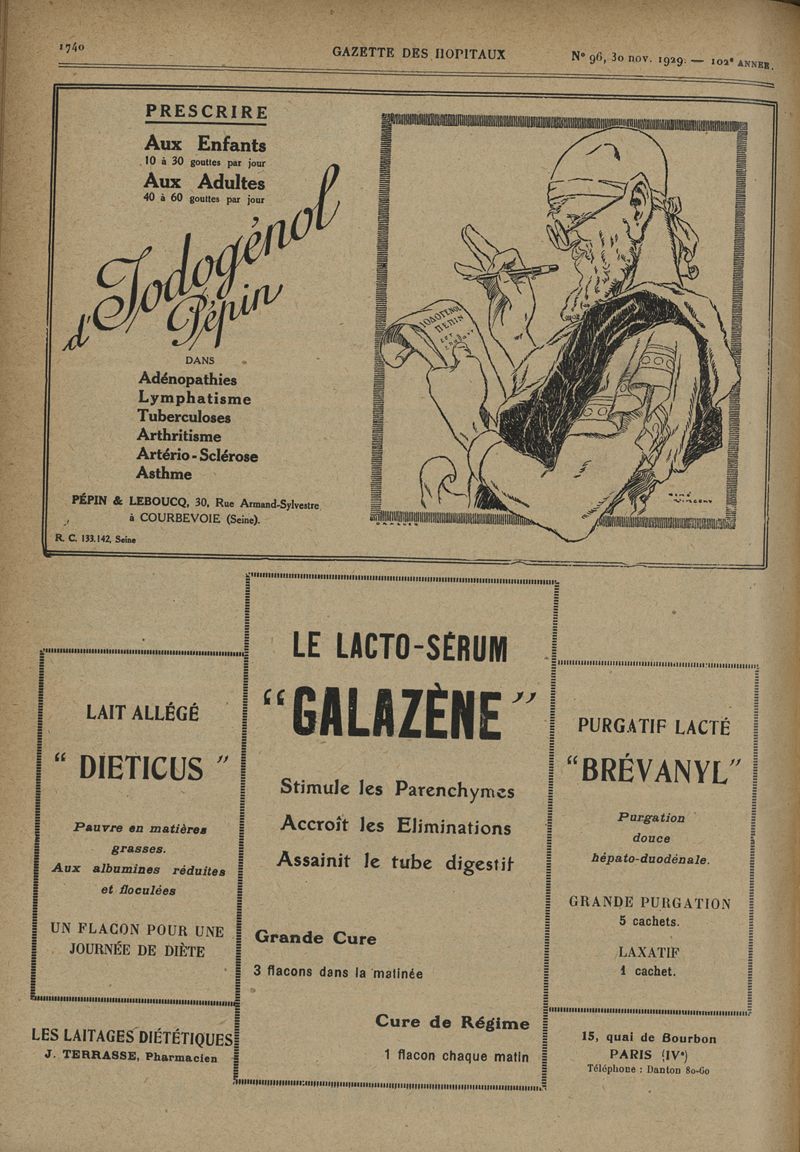 1740
GAZETTE DES HOPITAUX
N° 96, 30 nov. 1929. — 102e ANNÉE.
PRESCRIRE
Aux Enfants
10 à 30 gouttes par jour
Aux Adultes
40 à 60 gouttes par jour
d'Iodogénol
Pépin
DANS
Adénopathies
Lymphatisme
Tuberculoses
Arthritisme
Artério-Sclérose
Asthme
PÉPIN & LEBOUCQ, 30, Rue Armand-Sylvestre
à COURBEVOIE (Seine).
R. C. 133.142, Seine
RENÉ
VINCENT
LE LACTO-SÉRUM
"GALAZÈNE"
Stimule les Parenchymes
Accroît les Eliminations
Assainit le tube digestif
Grande Cure
3 flacons dans la matinée
Cure de Régime
1 flacon chaque matin
LAIT ALLÉGÉ
"DIETICUS"
Pauvre en matières
grasses.
Aux albumines réduites
et floculées
UN FLACON POUR UNE
JOURNÉE DE DIÈTE
LES LAITAGES DIÉTÉTIQUES
J. TERRASSE, Pharmacien
PURGATIF LACTÉ
"BRÉVANYL"
Purgation
douce
hépato-duodénale.
GRANDE PURGATION
5 cachets.
LAXATIF
1 cachet.
15, quai de Bourbon
PARIS (IVe)
Téléphone : Danton 80-60